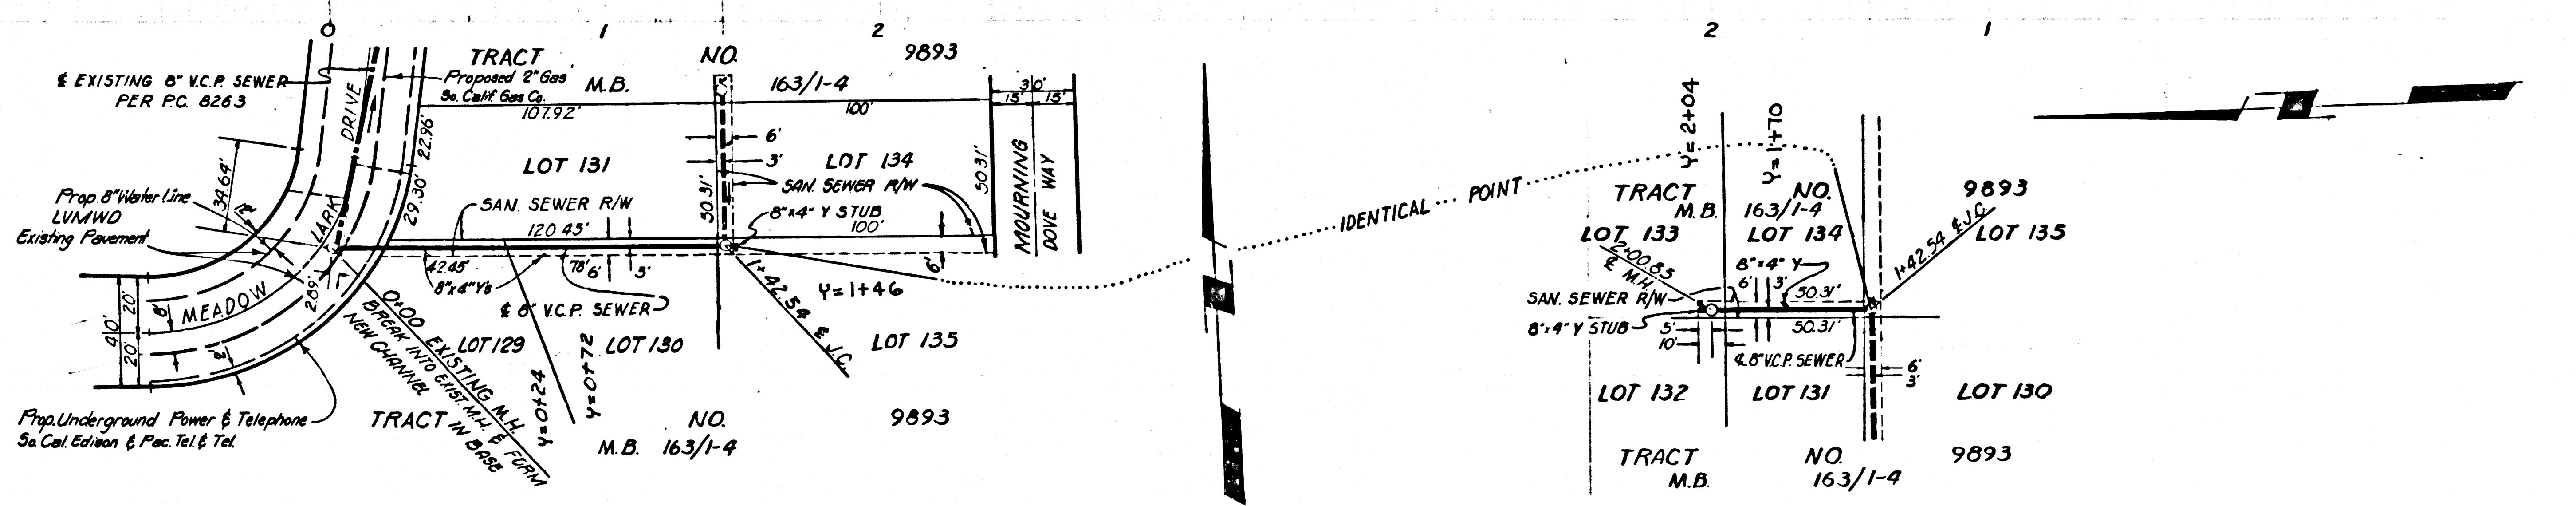 0
1
2
2
1
TRACT NO. 9893
M.B. 163/1-4
℄ EXISTING 8" V.C.P. SEWER
PER P.C. 8263
Proposed 2" Gas
So. Calif. Gas Co.
DRIVE
107.92'
100'
30'
15' 15'
22.96'
29.30'
34.64'
12'
6'
3'
LOT 131
LOT 134
50.31'
50.31'
MOURNING
DOVE WAY
SAN. SEWER R/W
SAN. SEWER R/W
8"x4" Y STUB
Prop. 8" Water Line
LVMWD
Existing Pavement
LARK
120.45'
100'
42.45'
78'
6'
3'
6'
8"x4" Y's
℄ 8" V.C.P. SEWER
2.89'
MEADOW
8'
40'
20'
20'
12'
0+00 EXISTING M.H.
BREAK INTO EXIST. M.H. & FORM
NEW CHANNEL IN BASE
Y=0+24
Y=0+72
1+42.54 ℄ J.C.
Y=1+46
LOT 129
LOT 130
LOT 135
Prop. Underground Power & Telephone
So. Cal. Edison & Pac. Tel. & Tel.
TRACT NO. 9893
M.B. 163/1-4
IDENTICAL POINT
Y=2+04
Y=1+70
TRACT NO. 9893
M.B. 163/1-4
LOT 133
LOT 134
LOT 135
2+00.85
℄ M.H.
1+42.54 ℄ J.C.
8"x4" Y
6'
3'
SAN. SEWER R/W
50.31'
8"x4" Y STUB
5'
10'
50.31'
℄ 8" V.C.P. SEWER
6'
3'
LOT 132
LOT 131
LOT 130
TRACT NO. 9893
M.B. 163/1-4